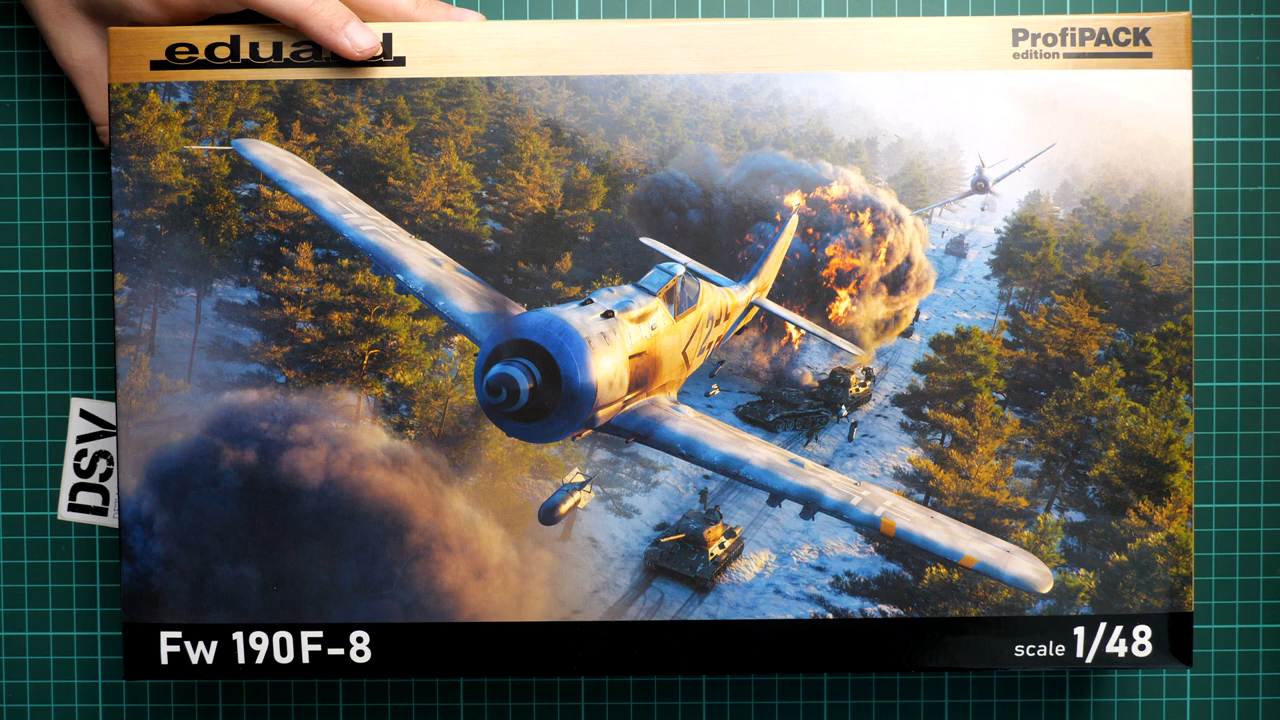 eduard
ProfiPACK
edition
DSV
Fw 190F-8
scale 1/48